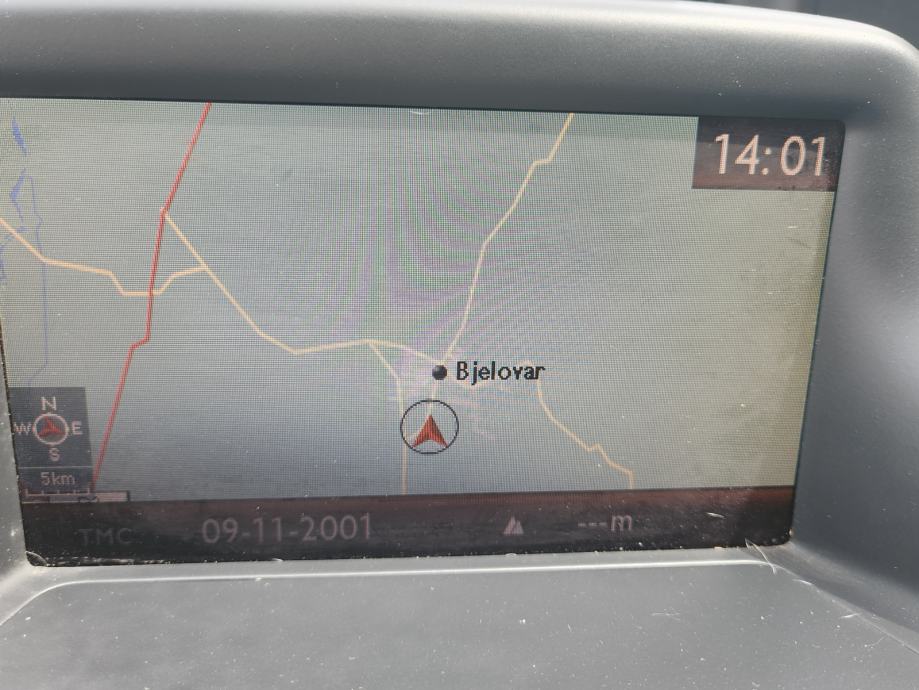 14:01
Bjelovar
N
W E
S
5km
TMC 09-11-2001 ---m